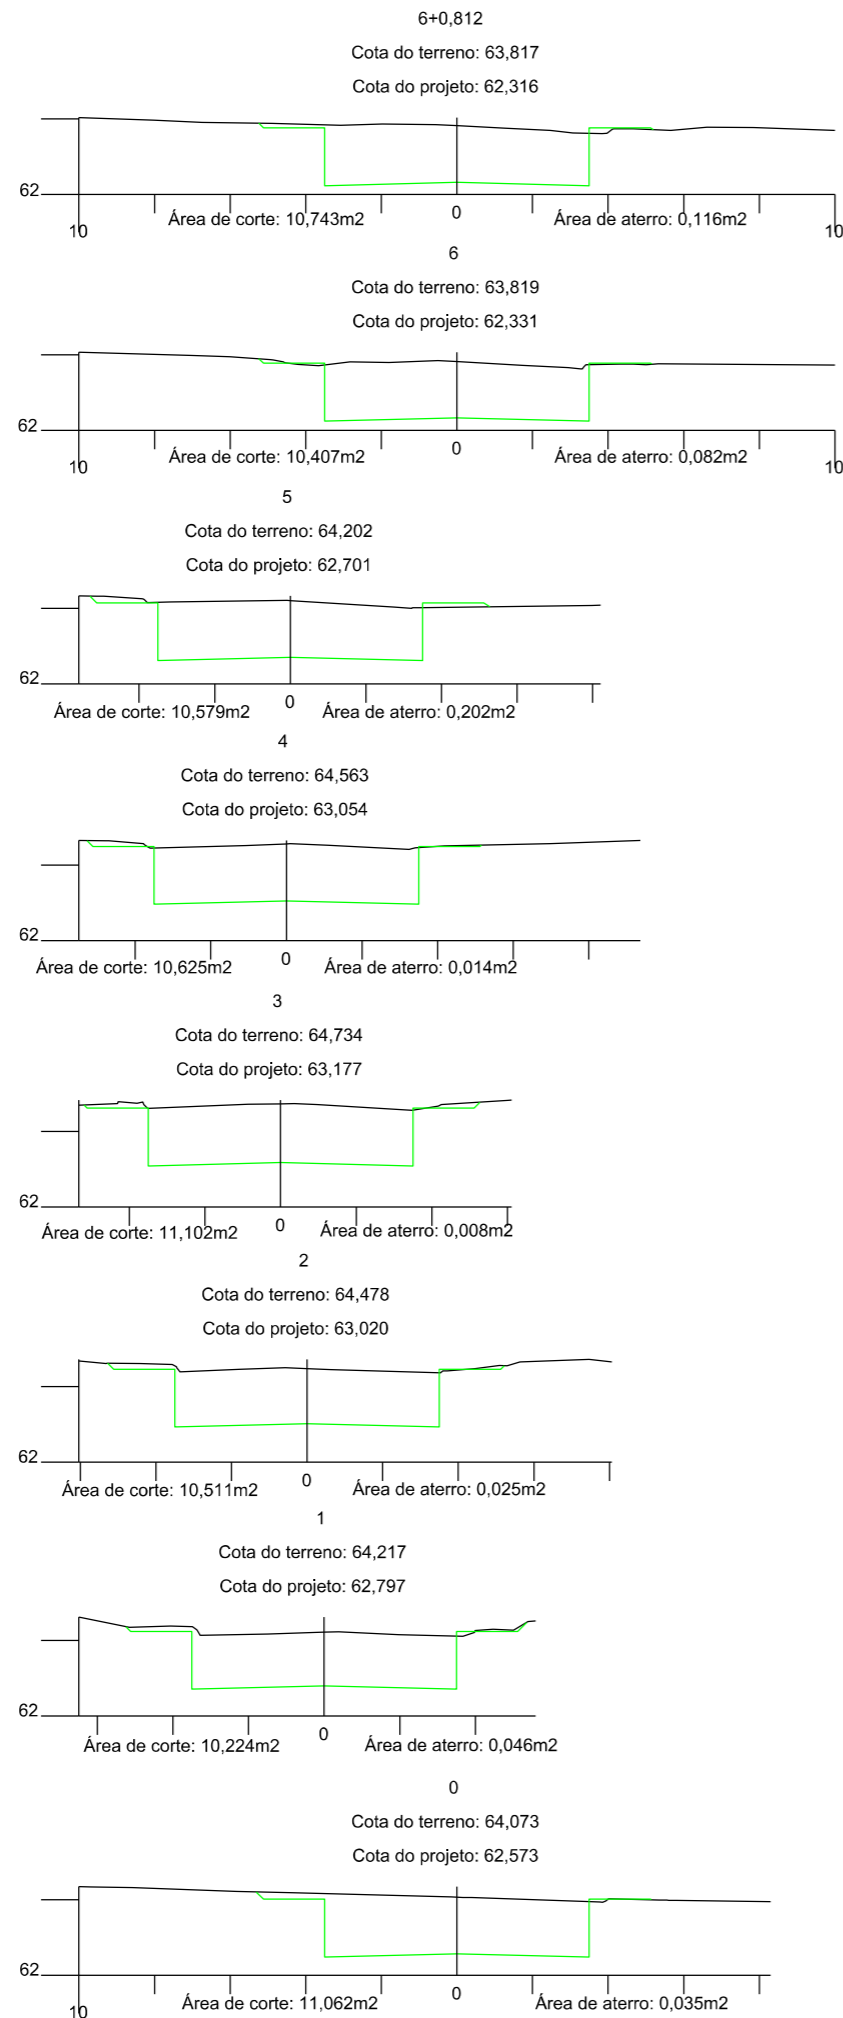 6+0,812
Cota do terreno: 63,817
Cota do projeto: 62,316
62
Área de corte: 10,743m2
0
Área de aterro: 0,116m2
10
10
6
Cota do terreno: 63,819
Cota do projeto: 62,331
62
Área de corte: 10,407m2
0
Área de aterro: 0,082m2
10
10
5
Cota do terreno: 64,202
Cota do projeto: 62,701
62
Área de corte: 10,579m2
0
Área de aterro: 0,202m2
4
Cota do terreno: 64,563
Cota do projeto: 63,054
62
Área de corte: 10,625m2
0
Área de aterro: 0,014m2
3
Cota do terreno: 64,734
Cota do projeto: 63,177
62
Área de corte: 11,102m2
0
Área de aterro: 0,008m2
2
Cota do terreno: 64,478
Cota do projeto: 63,020
62
Área de corte: 10,511m2
0
Área de aterro: 0,025m2
1
Cota do terreno: 64,217
Cota do projeto: 62,797
62
Área de corte: 10,224m2
0
Área de aterro: 0,046m2
0
Cota do terreno: 64,073
Cota do projeto: 62,573
62
Área de corte: 11,062m2
0
Área de aterro: 0,035m2
10